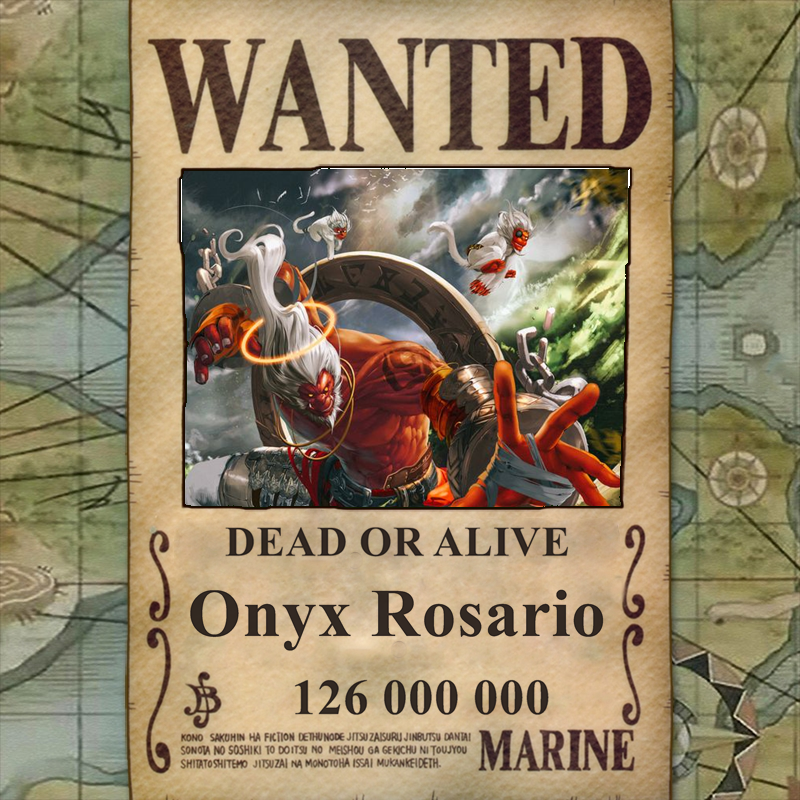 WANTED
DEAD OR ALIVE
Onyx Rosario
126 000 000
KONO SAKUHIN HA FICTION DETHUNODE JITSUZAISURU JINBUTSU DANTAI
SONOTA NO SOSHIKI TO DOITSU NO MEISHOU GA GEKICHU NI TOUJYOU
SHITATOSHITEMO JITSUZAI NA MONOTOHA ISSAI MUKANKEIDETH.
MARINE